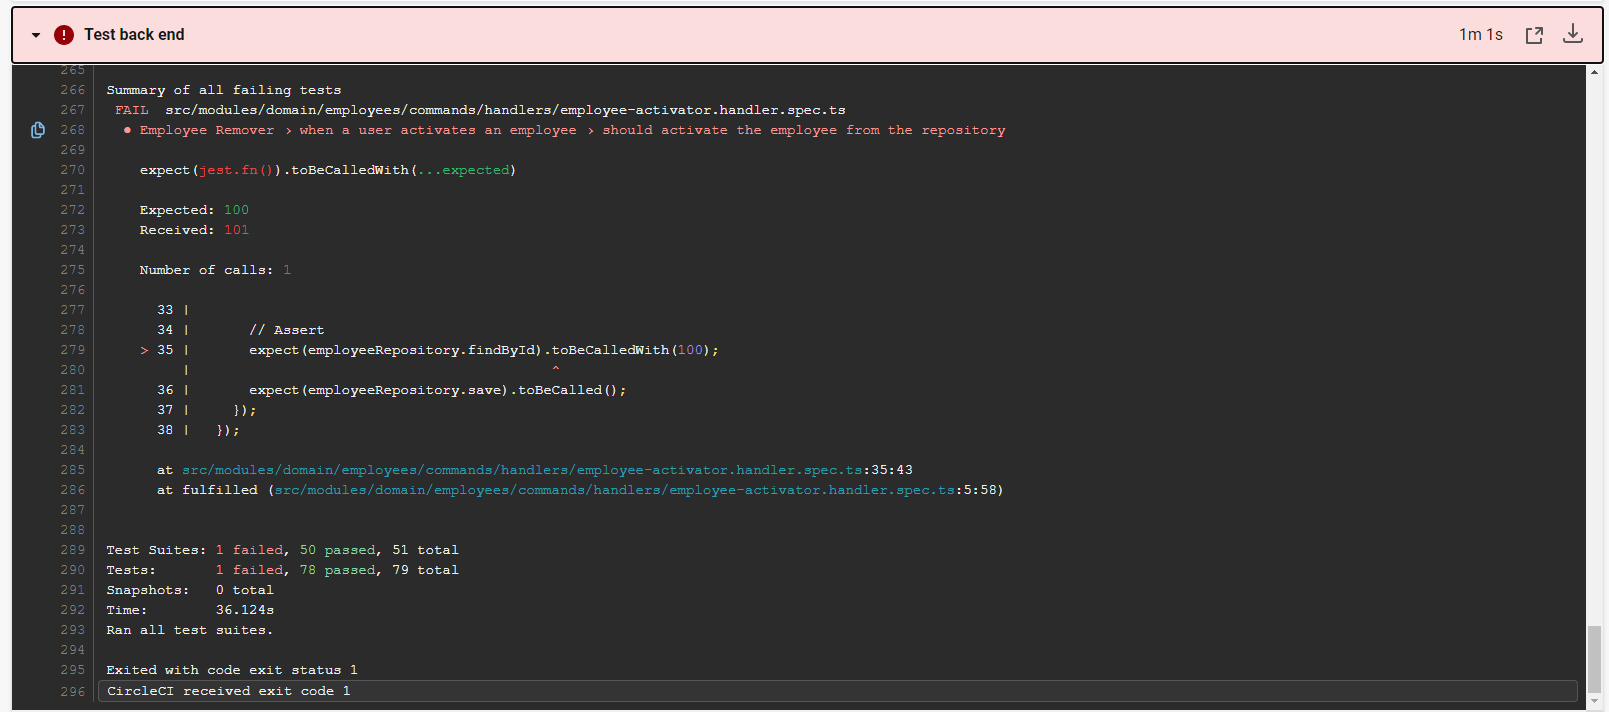 Test back end 1m 1s
265
266 Summary of all failing tests
267 FAIL src/modules/domain/employees/commands/handlers/employee-activator.handler.spec.ts
268 ● Employee Remover › when a user activates an employee › should activate the employee from the repository
269
270 expect(jest.fn()).toBeCalledWith(...expected)
271
272 Expected: 100
273 Received: 101
274
275 Number of calls: 1
276
277 33 |
278 34 | // Assert
279 > 35 | expect(employeeRepository.findById).toBeCalledWith(100);
280 | ^
281 36 | expect(employeeRepository.save).toBeCalled();
282 37 | });
283 38 | });
284
285 at src/modules/domain/employees/commands/handlers/employee-activator.handler.spec.ts:35:43
286 at fulfilled (src/modules/domain/employees/commands/handlers/employee-activator.handler.spec.ts:5:58)
287
288
289 Test Suites: 1 failed, 50 passed, 51 total
290 Tests: 1 failed, 78 passed, 79 total
291 Snapshots: 0 total
292 Time: 36.124s
293 Ran all test suites.
294
295 Exited with code exit status 1
296 CircleCI received exit code 1